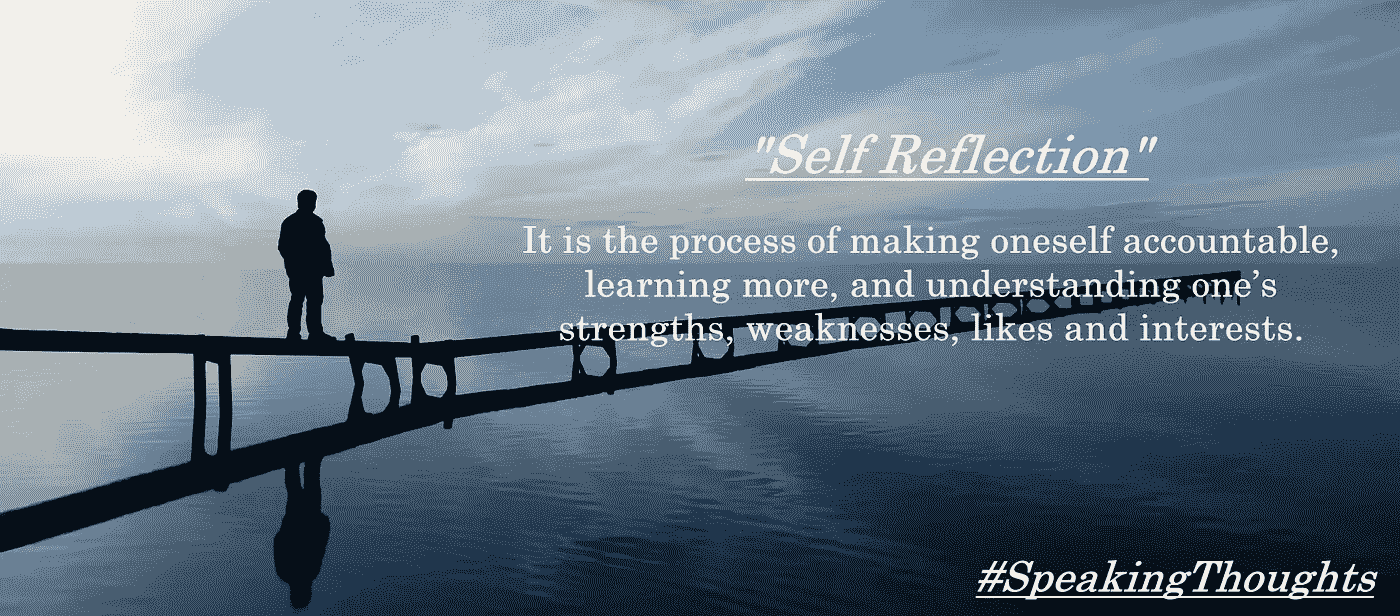 "Self Reflection"
It is the process of making oneself accountable,
learning more, and understanding one’s
strengths, weaknesses, likes and interests.
#SpeakingThoughts